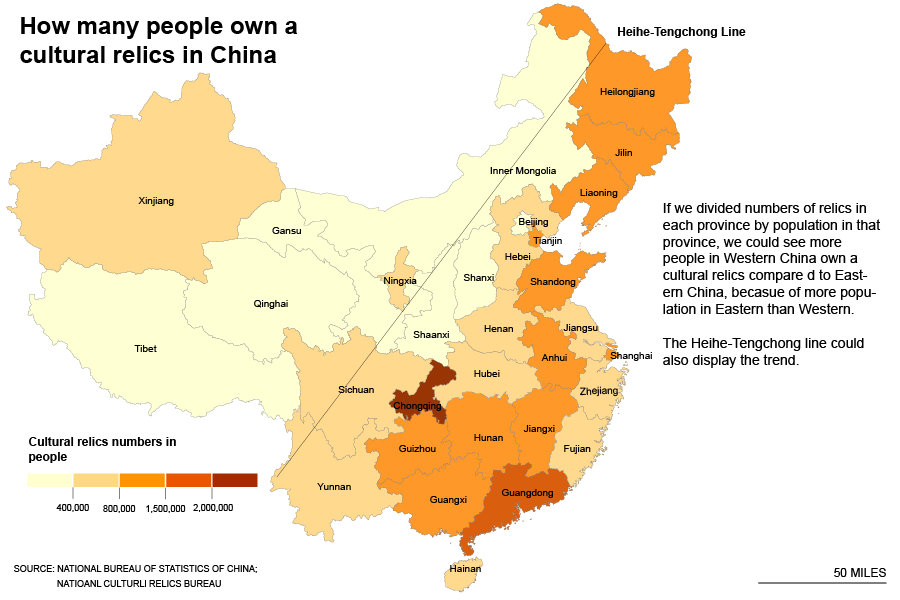 How many people own a
cultural relics in China
Heihe-Tengchong Line
Heilongjiang
Jilin
Inner Mongolia
Liaoning
Xinjiang
Gansu
Beijing
Tianjin
Hebei
Ningxia
Shanxi
Shandong
Qinghai
Shaanxi
Henan
Jiangsu
Tibet
Anhui
Shanghai
Sichuan
Hubei
Zhejiang
Chongqing
Guizhou
Hunan
Jiangxi
Fujian
Yunnan
Guangxi
Guangdong
Hainan
If we divided numbers of relics in
each province by population in that
province, we could see more
people in Western China own a
cultural relics compare d to East-
ern China, becasue of more popu-
lation in Eastern than Western.
The Heihe-Tengchong line could
also display the trend.
Cultural relics numbers in
people
400,000 800,000 1,500,000 2,000,000
SOURCE: NATIONAL BUREAU OF STATISTICS OF CHINA;
NATIOANL CULTURLI RELICS BUREAU
50 MILES